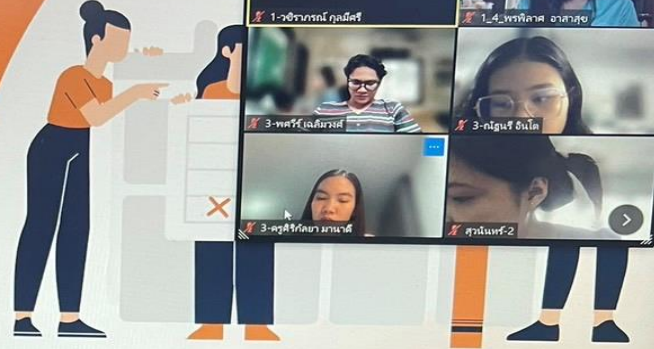 1-วชิราภรณ์ กุลมีศรี
1_4_พรพิลาศ อาสาสุข
3-พศวีร์ เฉลิมวงศ์
3-ณัฐนรี อินโต
3-ครูศิริกัลยา มานาดี
สุวนันทร์-2